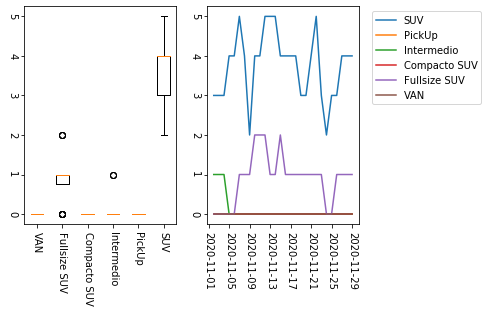 5
4
3
2
1
0
VAN
Fullsize SUV
Compacto SUV
Intermedio
PickUp
SUV
5
4
3
2
1
0
2020-11-01
2020-11-05
2020-11-09
2020-11-13
2020-11-17
2020-11-21
2020-11-25
2020-11-29
SUV
PickUp
Intermedio
Compacto SUV
Fullsize SUV
VAN